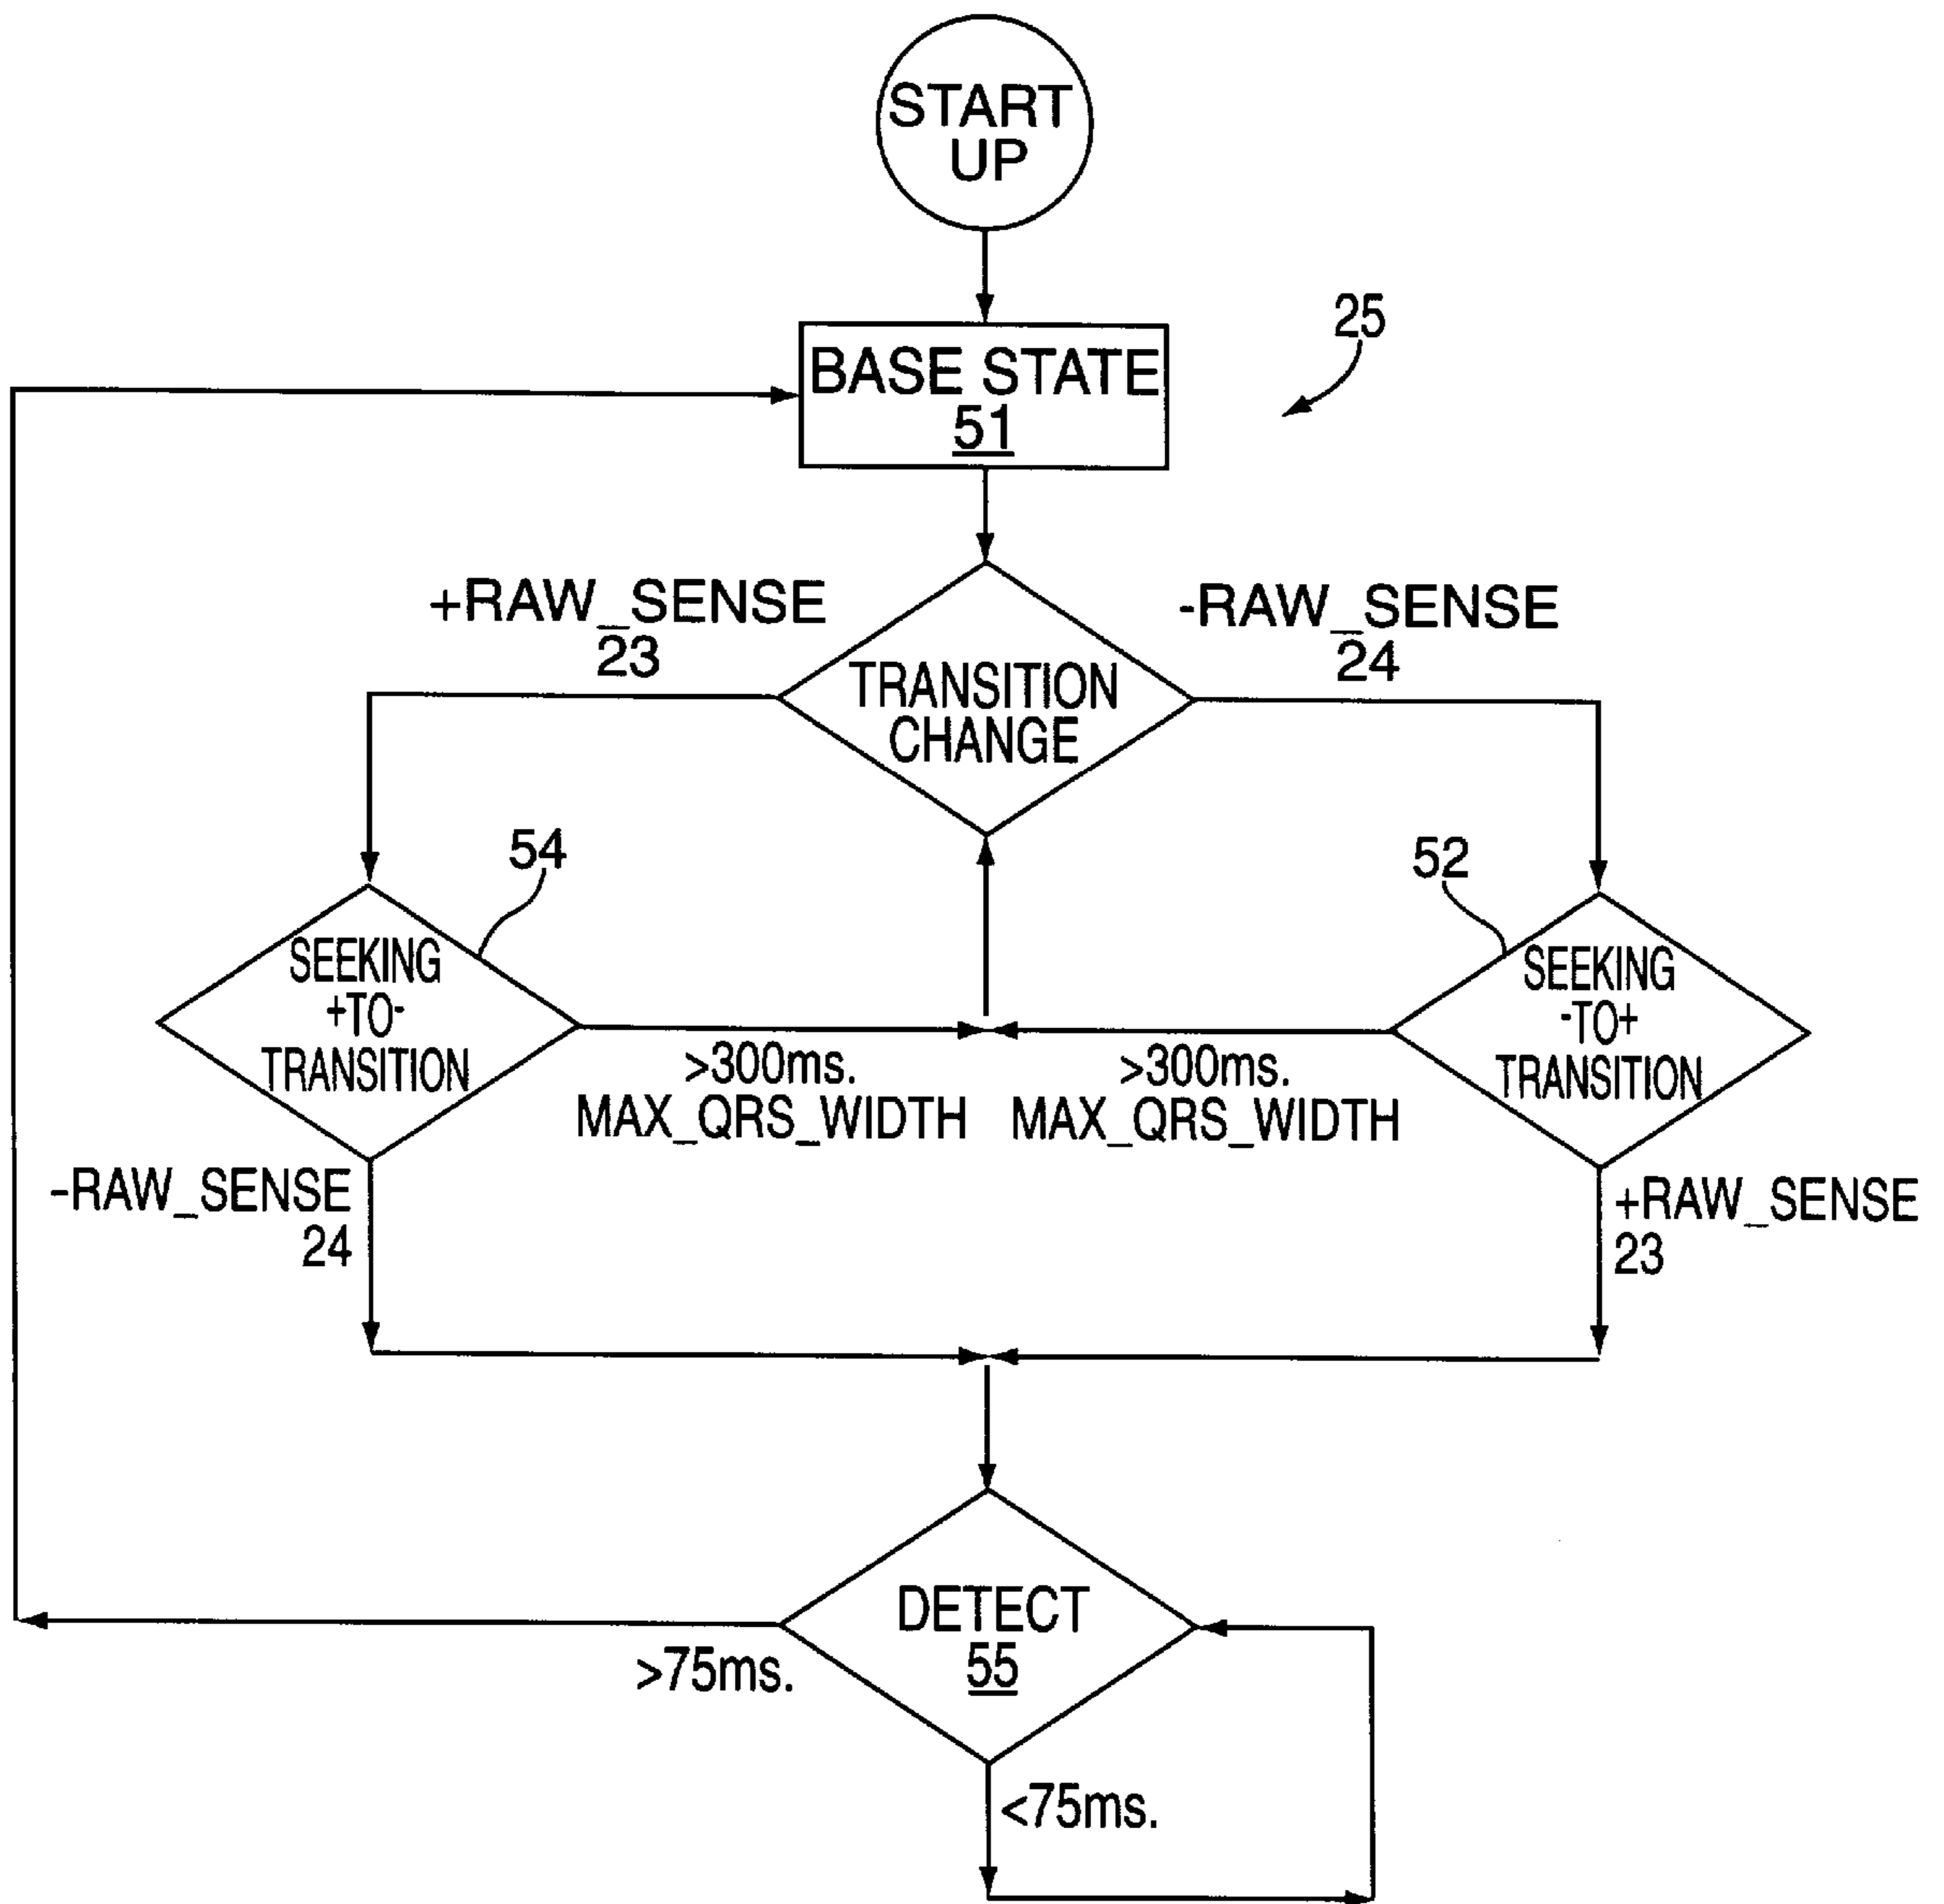 START
UP
25
BASE STATE
51
+RAW_SENSE
23
-RAW_SENSE
24
TRANSITION
CHANGE
54
52
SEEKING
+TO-
TRANSITION
SEEKING
-TO+
TRANSITION
>300ms.
MAX_QRS_WIDTH
>300ms.
MAX_QRS_WIDTH
-RAW_SENSE
24
+RAW_SENSE
23
DETECT
55
>75ms.
<75ms.